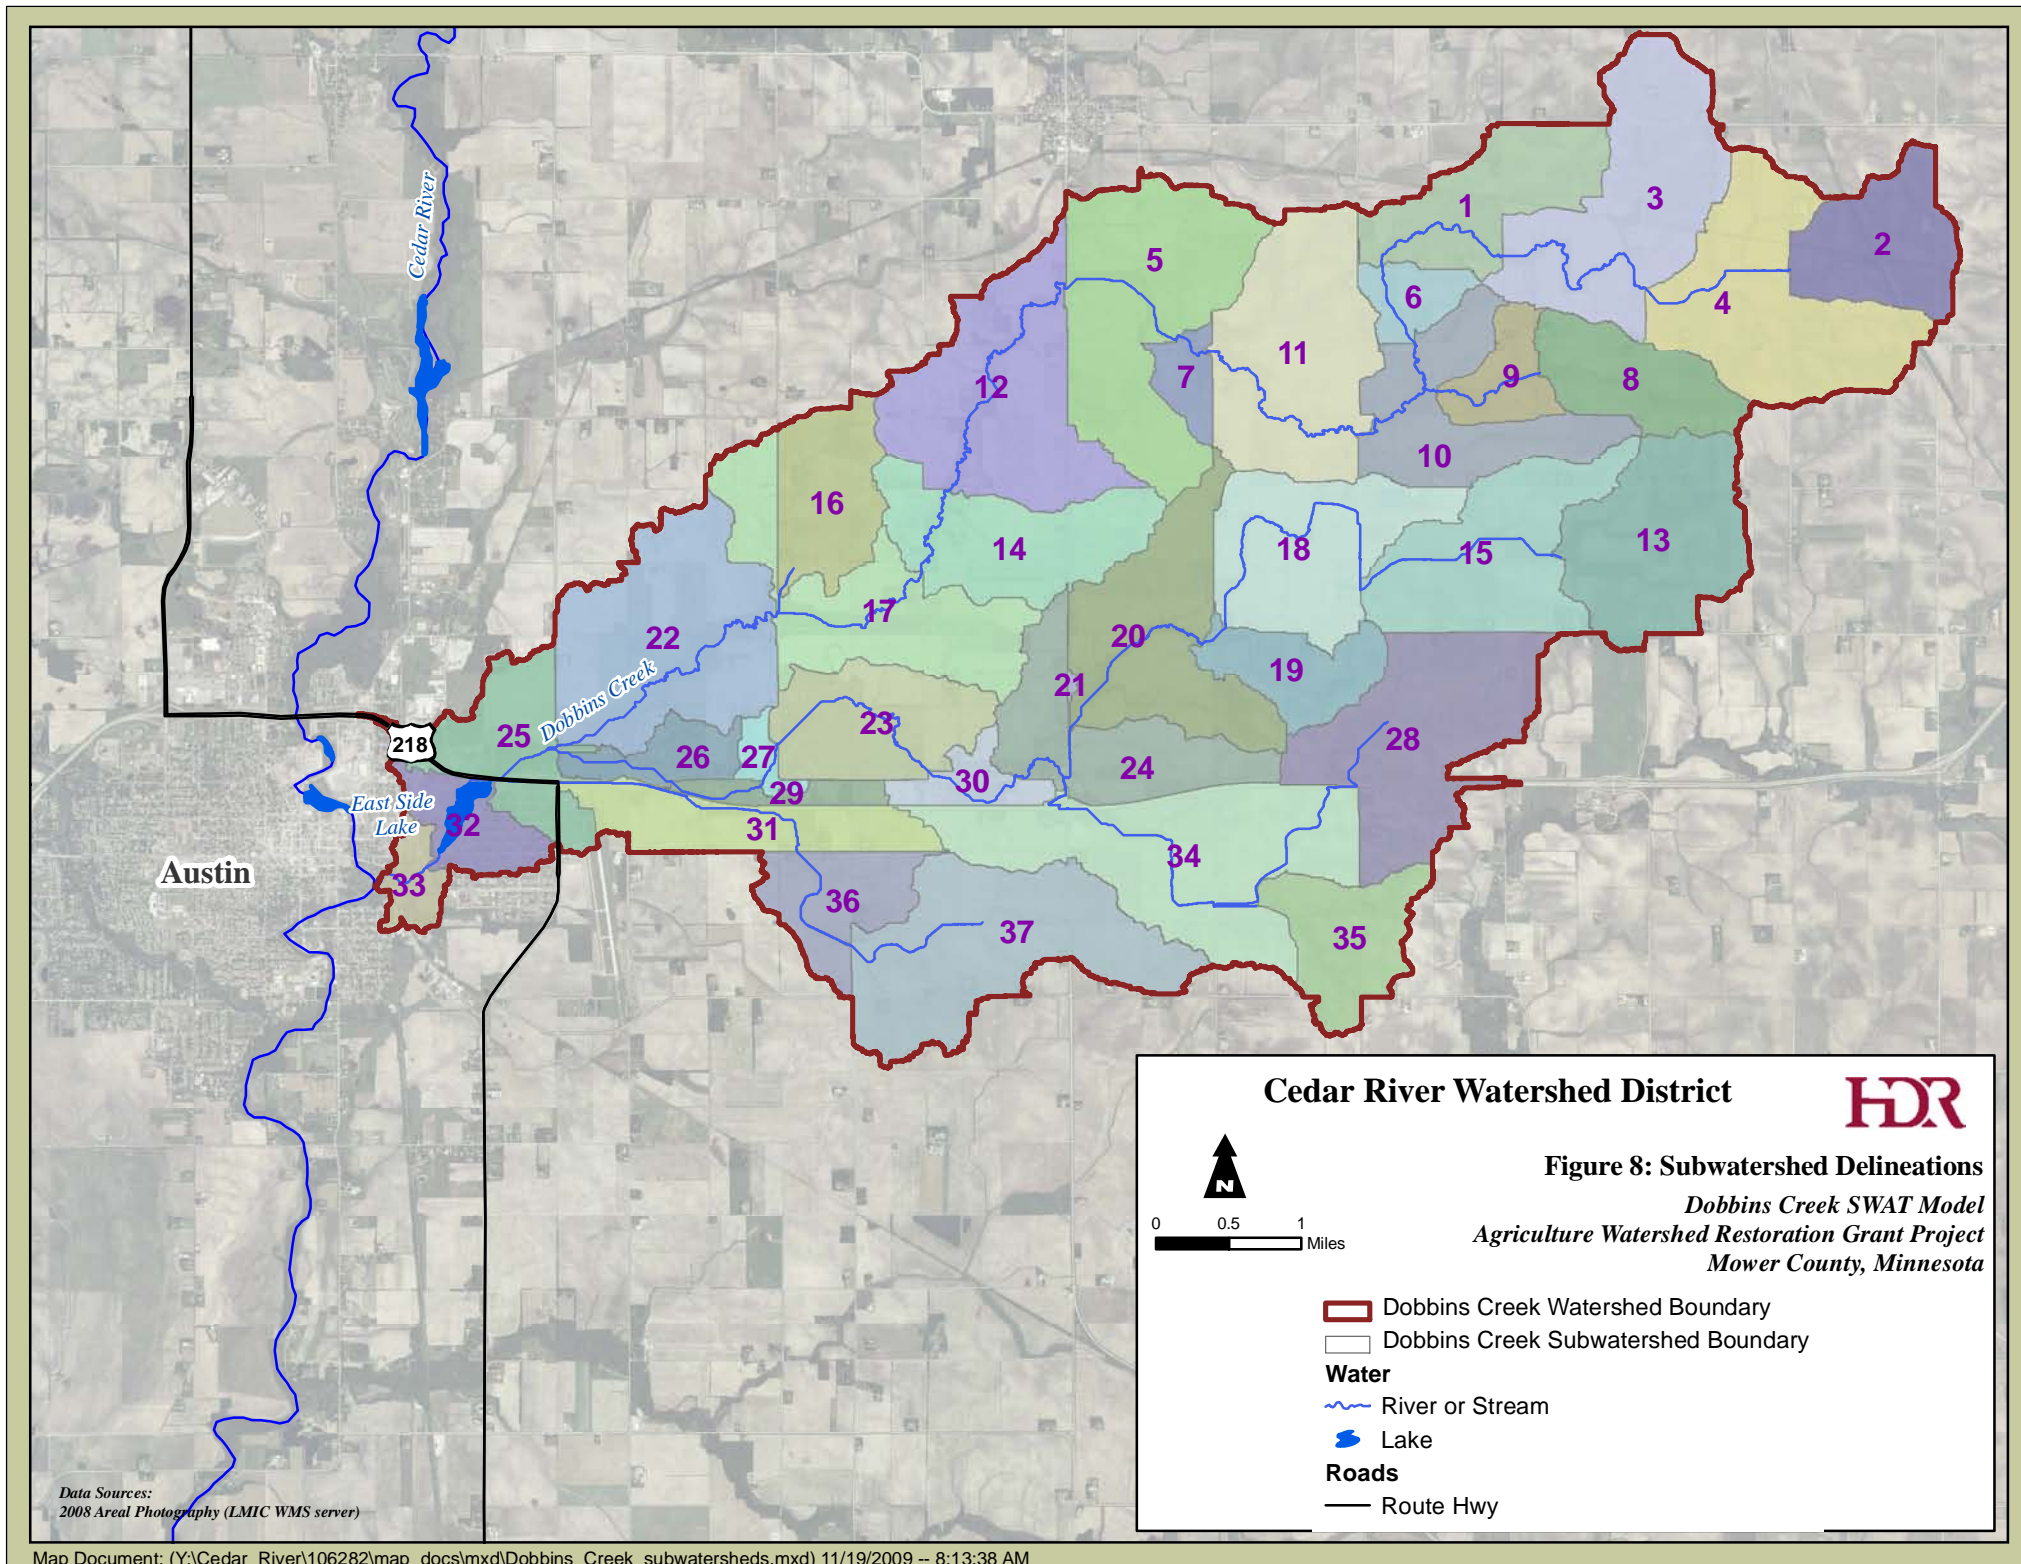 Cedar River
1
3
2
5
4
6
11
7
9
8
12
10
16
14
18
15
13
17
20
22
19
21
Dobbins Creek
23
25
28
218
26
27
24
30
29
East Side
Lake
32
31
34
Austin
33
36
37
35
Cedar River Watershed District
HDR
N
Figure 8: Subwatershed Delineations
Dobbins Creek SWAT Model
Agriculture Watershed Restoration Grant Project
Mower County, Minnesota
0 0.5 1
Miles
Dobbins Creek Watershed Boundary
Dobbins Creek Subwatershed Boundary
Water
River or Stream
Lake
Roads
Route Hwy
Data Sources:
2008 Areal Photography (LMIC WMS server)
Map Document: (Y:\Cedar_River\106282\map_docs\mxd\Dobbins_Creek_subwatersheds.mxd) 11/19/2009 -- 8:13:38 AM